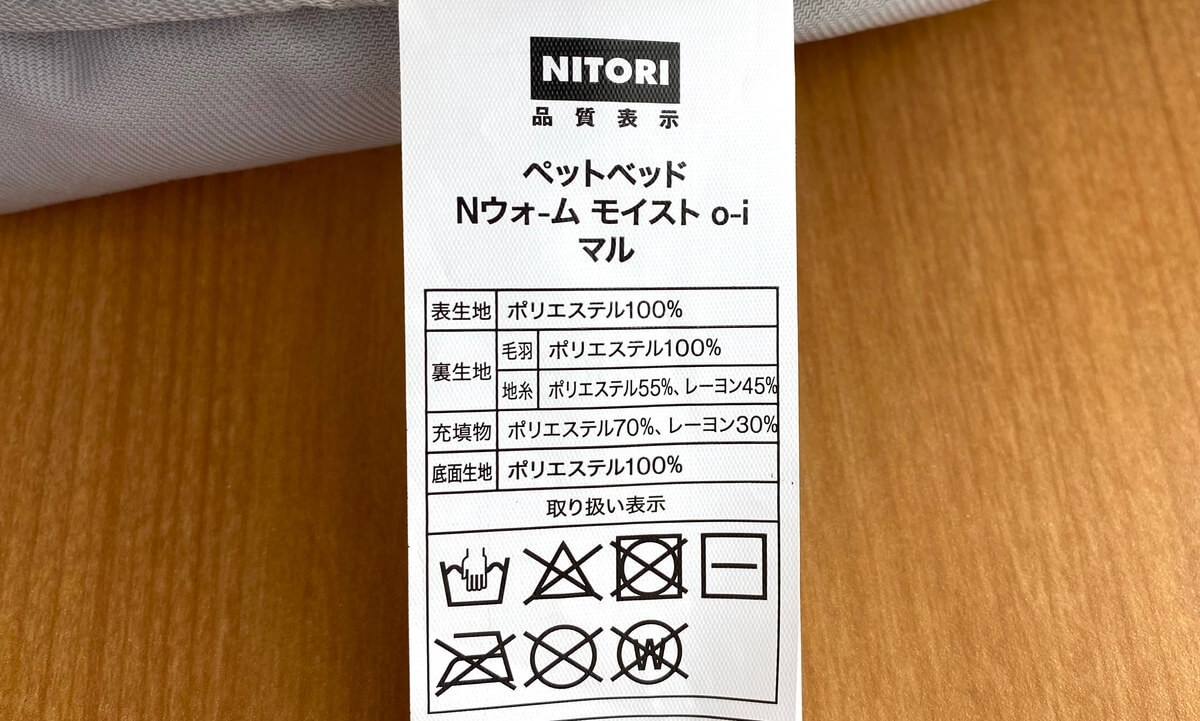 NITORI
品質表示
ペットベッド
Nウォ-ム モイスト o-i
マル
表生地 ポリエステル100%
裏生地 毛羽 ポリエステル100%
地糸 ポリエステル55%、レーヨン45%
充填物 ポリエステル70%、レーヨン30%
底面生地 ポリエステル100%
取り扱い表示
W